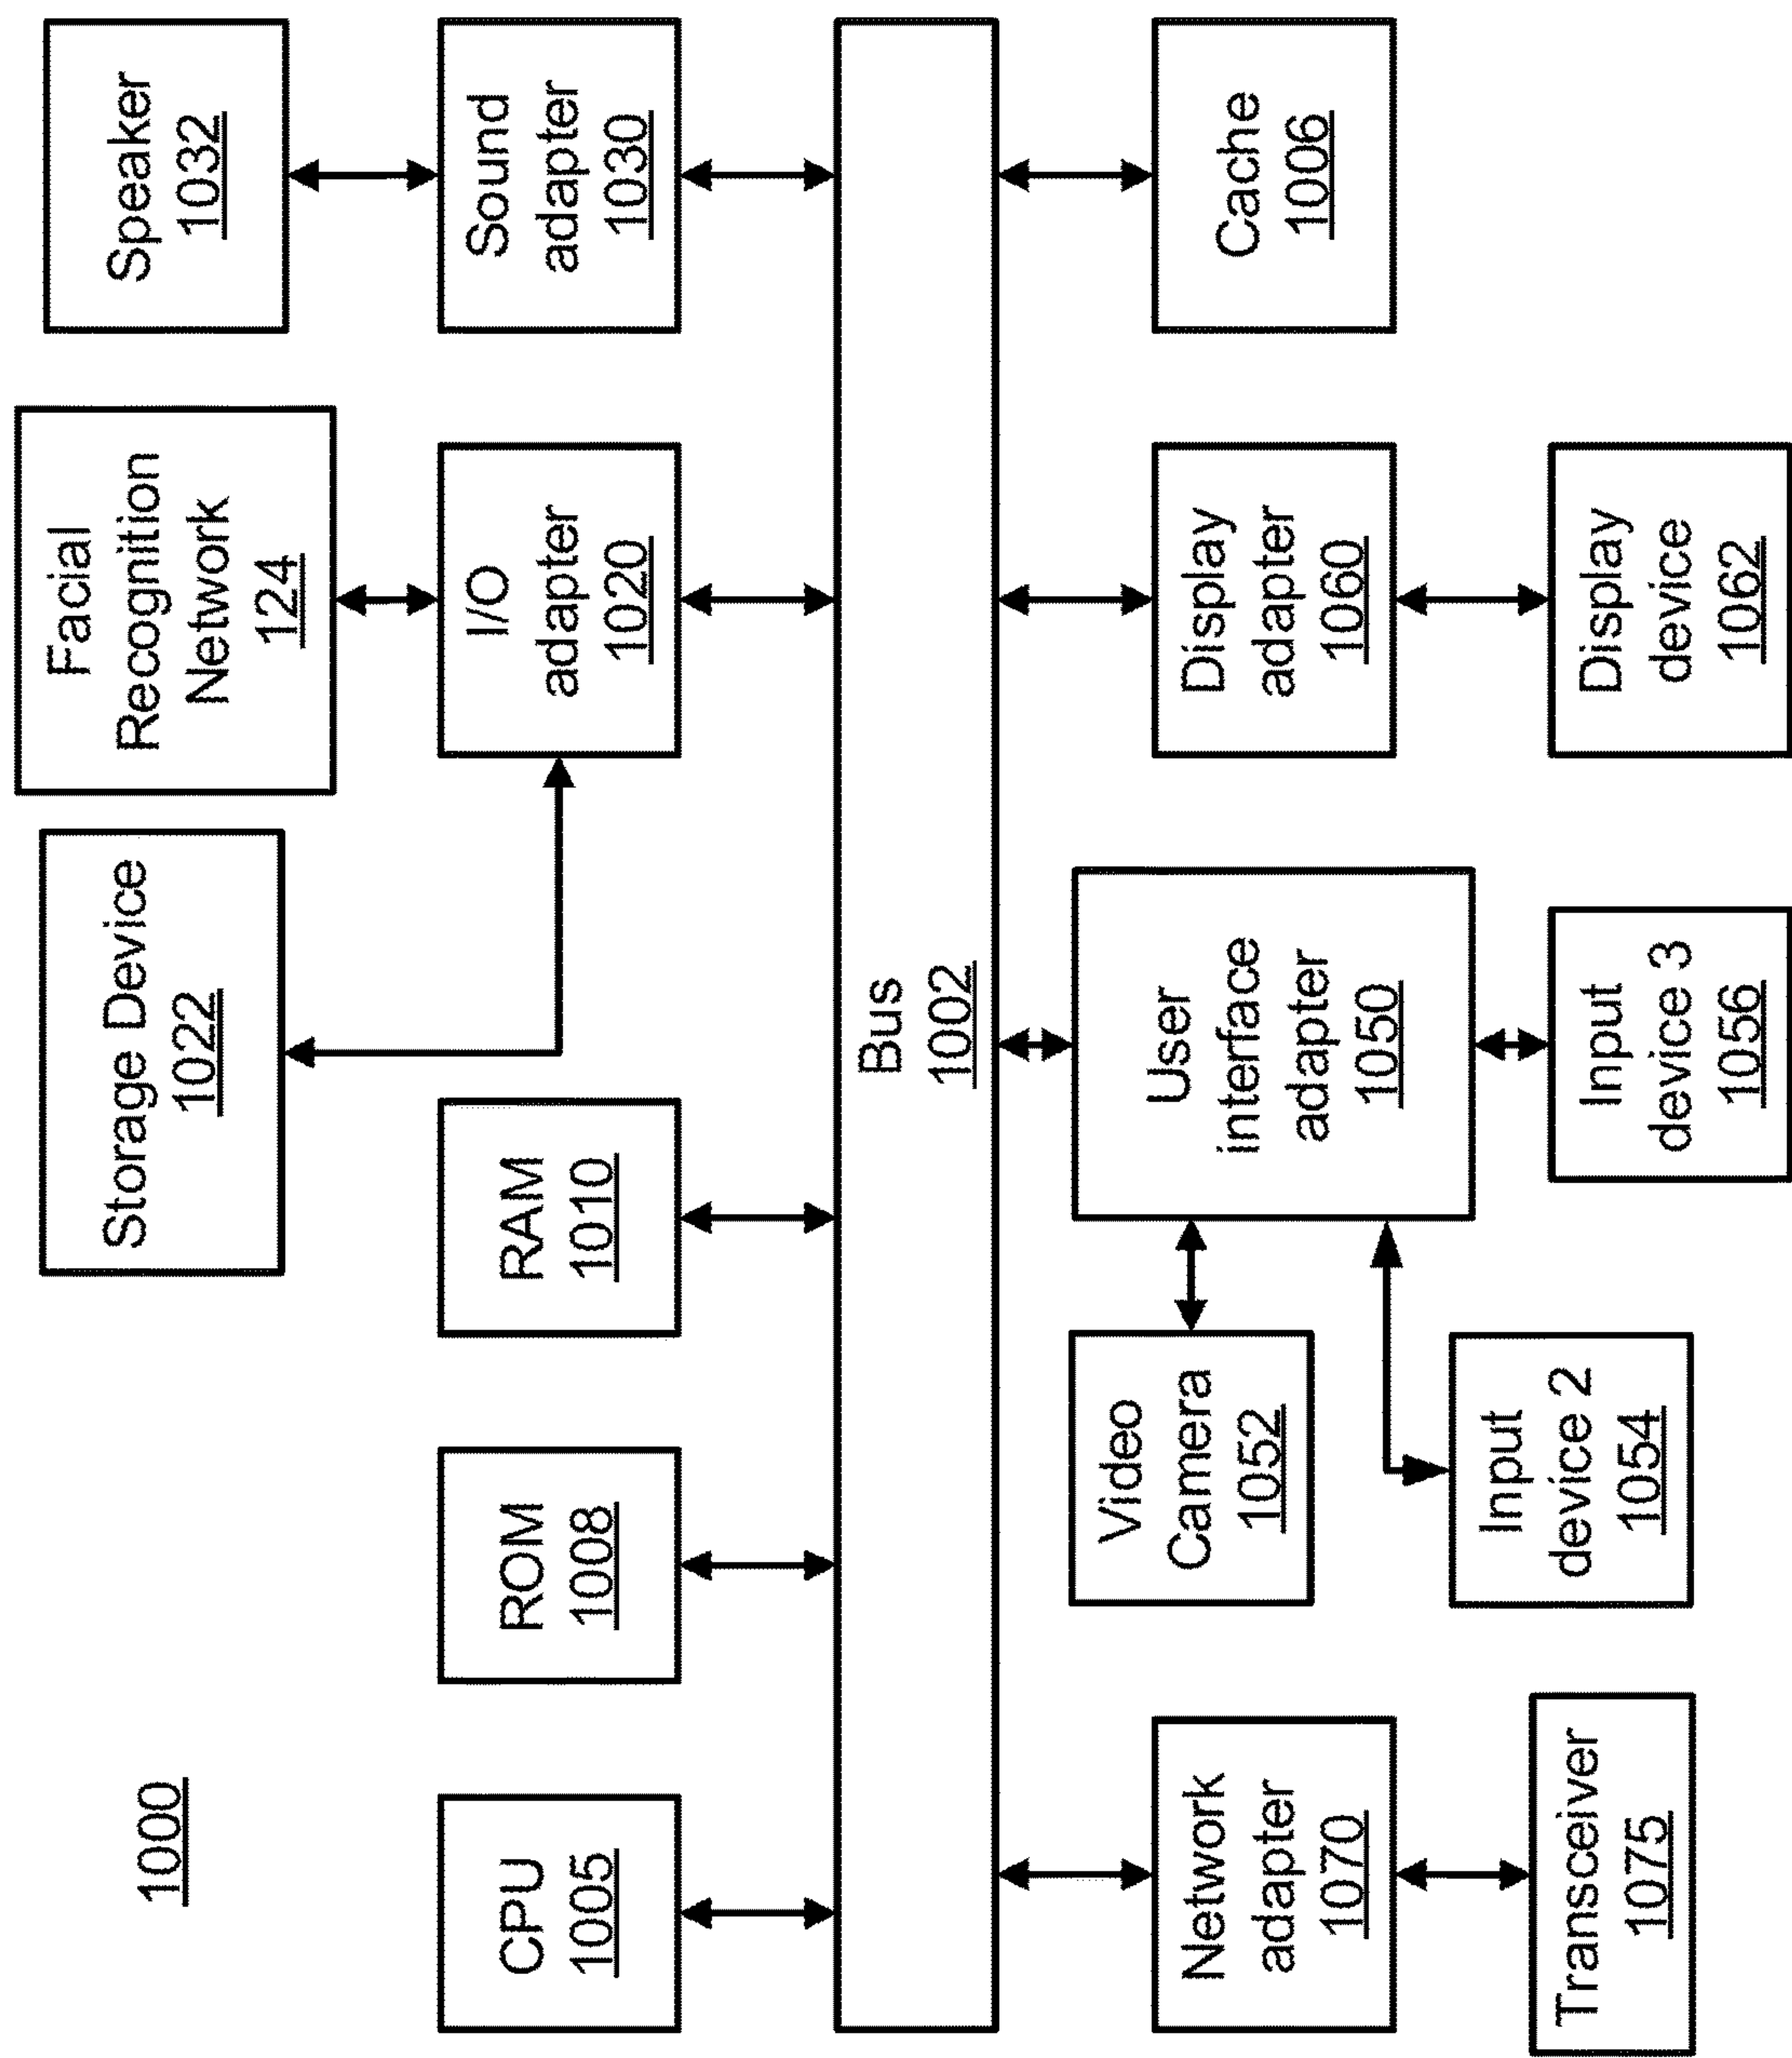 1000
Storage Device
1022
Facial
Recognition
Network
124
Speaker
1032
CPU
1005
ROM
1008
RAM
1010
I/O
adapter
1020
Sound
adapter
1030
Bus
1002
Network
adapter
1070
Video
Camera
1052
User
interface
adapter
1050
Display
adapter
1060
Cache
1006
Transceiver
1075
Input
device 2
1054
Input
device 3
1056
Display
device
1062